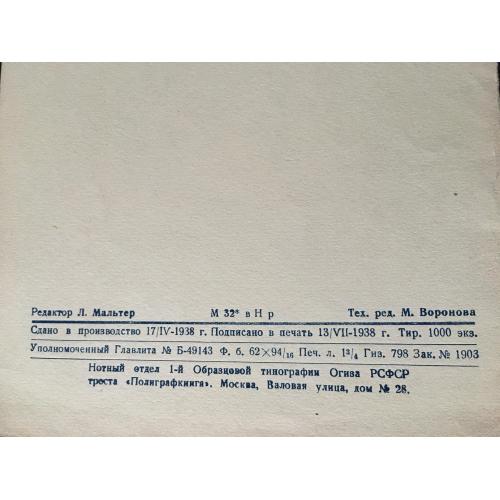 Редактор Л. Мальтер М 32* в Н р Тех. ред. М. Воронова
Сдано в производство 17/IV-1938 г. Подписано в печать 13/VII-1938 г. Тир. 1000 экз.
Уполномоченный Главлита № Б-49143 Ф. б. 62×94/16 Печ. л. 1³/4 Гиз. 798 Зак. № 1903
Нотный отдел 1-й Образцовой типографии Огиза РСФСР
треста «Полиграфкнига». Москва, Валовая улица, дом № 28.